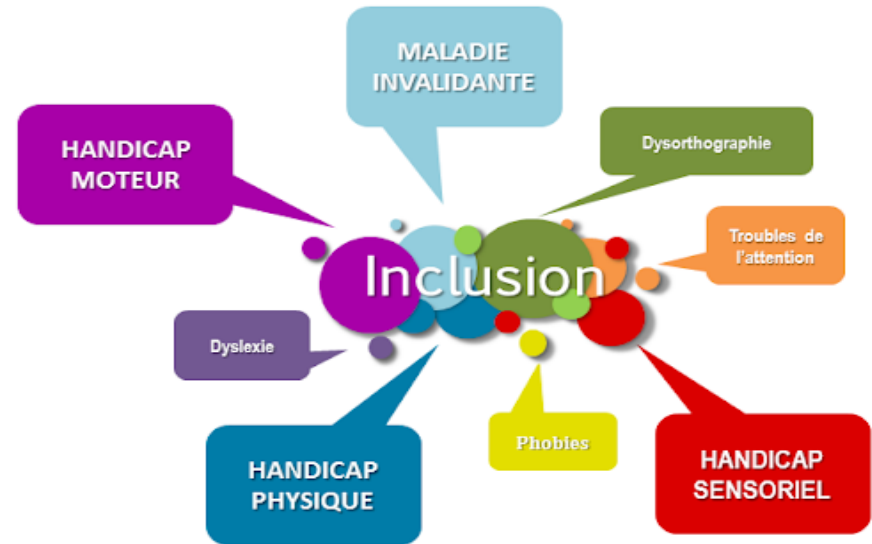 MALADIE
INVALIDANTE
HANDICAP
MOTEUR
Dysorthographie
Troubles de
l'attention
Inclusion
Dyslexie
Phobies
HANDICAP
PHYSIQUE
HANDICAP
SENSORIEL